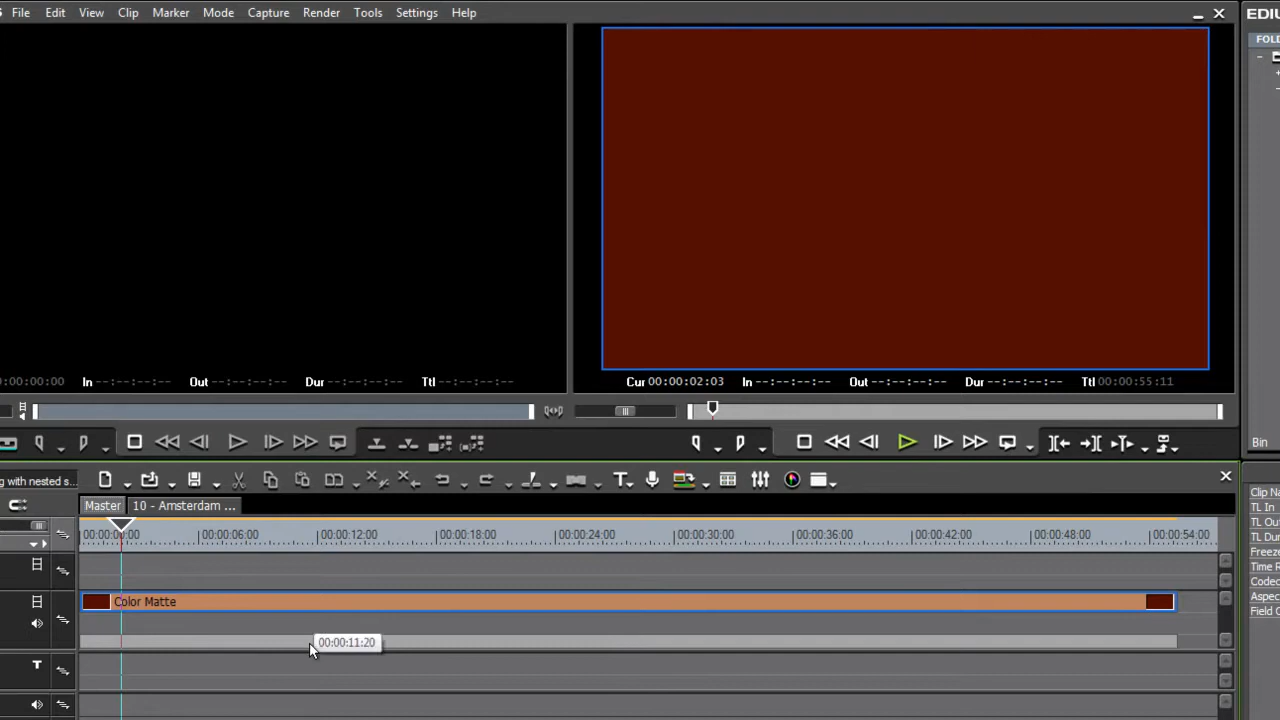 S File Edit View Clip Marker Mode Capture Render Tools Settings Help
EDIU
FOLD
00:00:00:00 In --:--:--:-- Out --:--:--:-- Dur --:--:--:-- Ttl --:--:--:--
Cur 00:00:02:03 In --:--:--:-- Out --:--:--:-- Dur --:--:--:-- Ttl 00:00:55:11
Bin
g with nested s...
Master 10 - Amsterdam ...
00:00:00:00 00:00:06:00 00:00:12:00 00:00:18:00 00:00:24:00 00:00:30:00 00:00:36:00 00:00:42:00 00:00:48:00 00:00:54:00
Color Matte
00:00:11:20
T
Clip Na
TL In
TL Ou
TL Dur
Freeze
Time R
Codec
Aspec
Field O